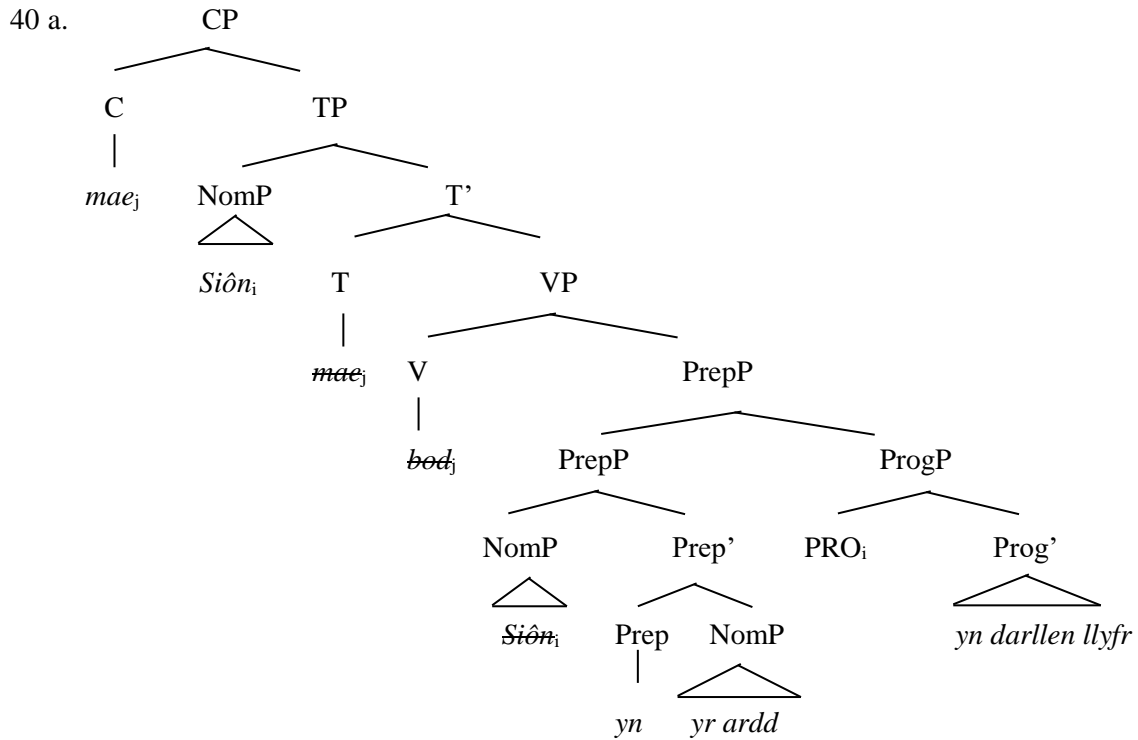 40 a. CP
C TP
maeⱼ NomP T’
Siônᵢ T VP
maeⱼ V PrepP
bodⱼ PrepP ProgP
NomP Prep’ PROᵢ Prog’
Siônᵢ Prep NomP yn darllen llyfr
yn yr ardd